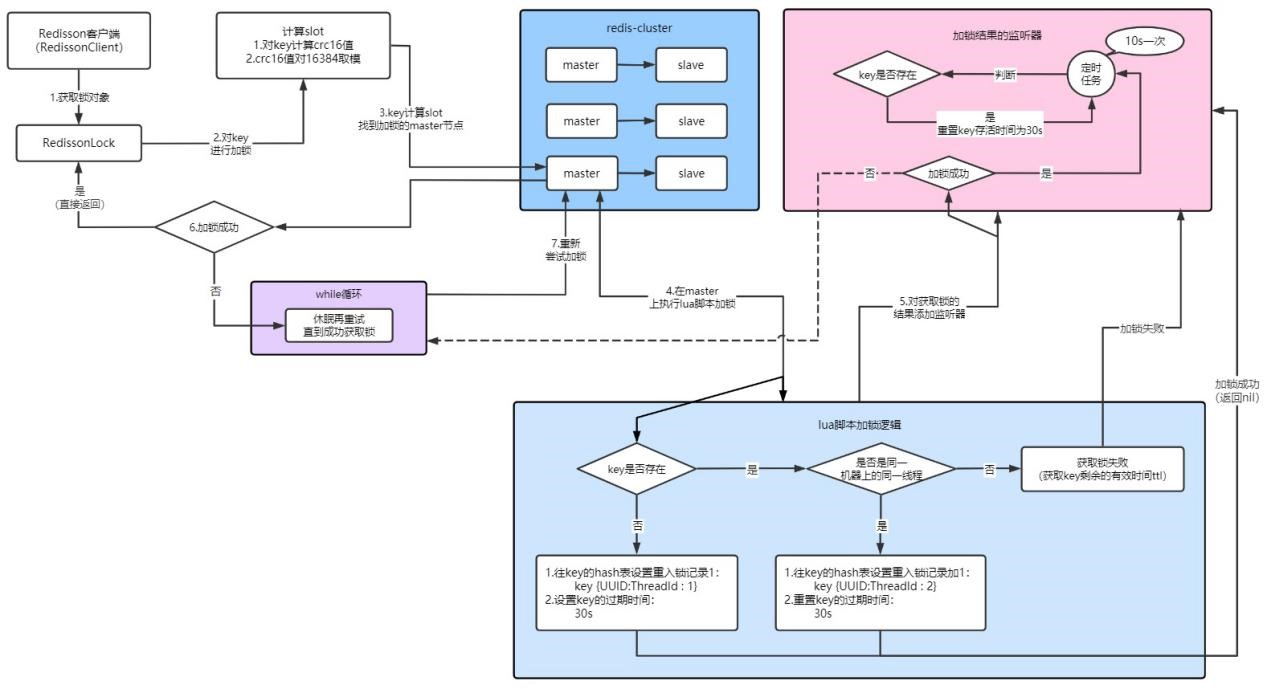 Redisson客户端
（RedissonClient）
1.获取锁对象
RedissonLock
2.对key
进行加锁
计算slot
1.对key计算crc16值
2.crc16值对16384取模
3.key计算slot
找到加锁的master节点
redis-cluster
master
slave
master
slave
master
slave
加锁结果的监听器
10s一次
key是否存在
判断
定时
任务
是
重置key存活时间为30s
否
加锁成功
是
是
（直接返回）
6.加锁成功
否
while循环
休眠再重试
直到成功获取锁
7.重新
尝试加锁
4.在master
上执行lua脚本加锁
5.对获取锁的
结果添加监听器
加锁失败
加锁成功
（返回nil）
lua脚本加锁逻辑
key是否存在
是
是否是同一
机器上的同一线程
否
获取锁失败
（获取key剩余的有效时间ttl）
否
是
1.往key的hash表设置重入锁记录1：
key {UUID:ThreadId : 1}
2.设置key的过期时间：
30s
1.往key的hash表设置重入锁记录加1：
key {UUID:ThreadId : 2}
2.重置key的过期时间：
30s